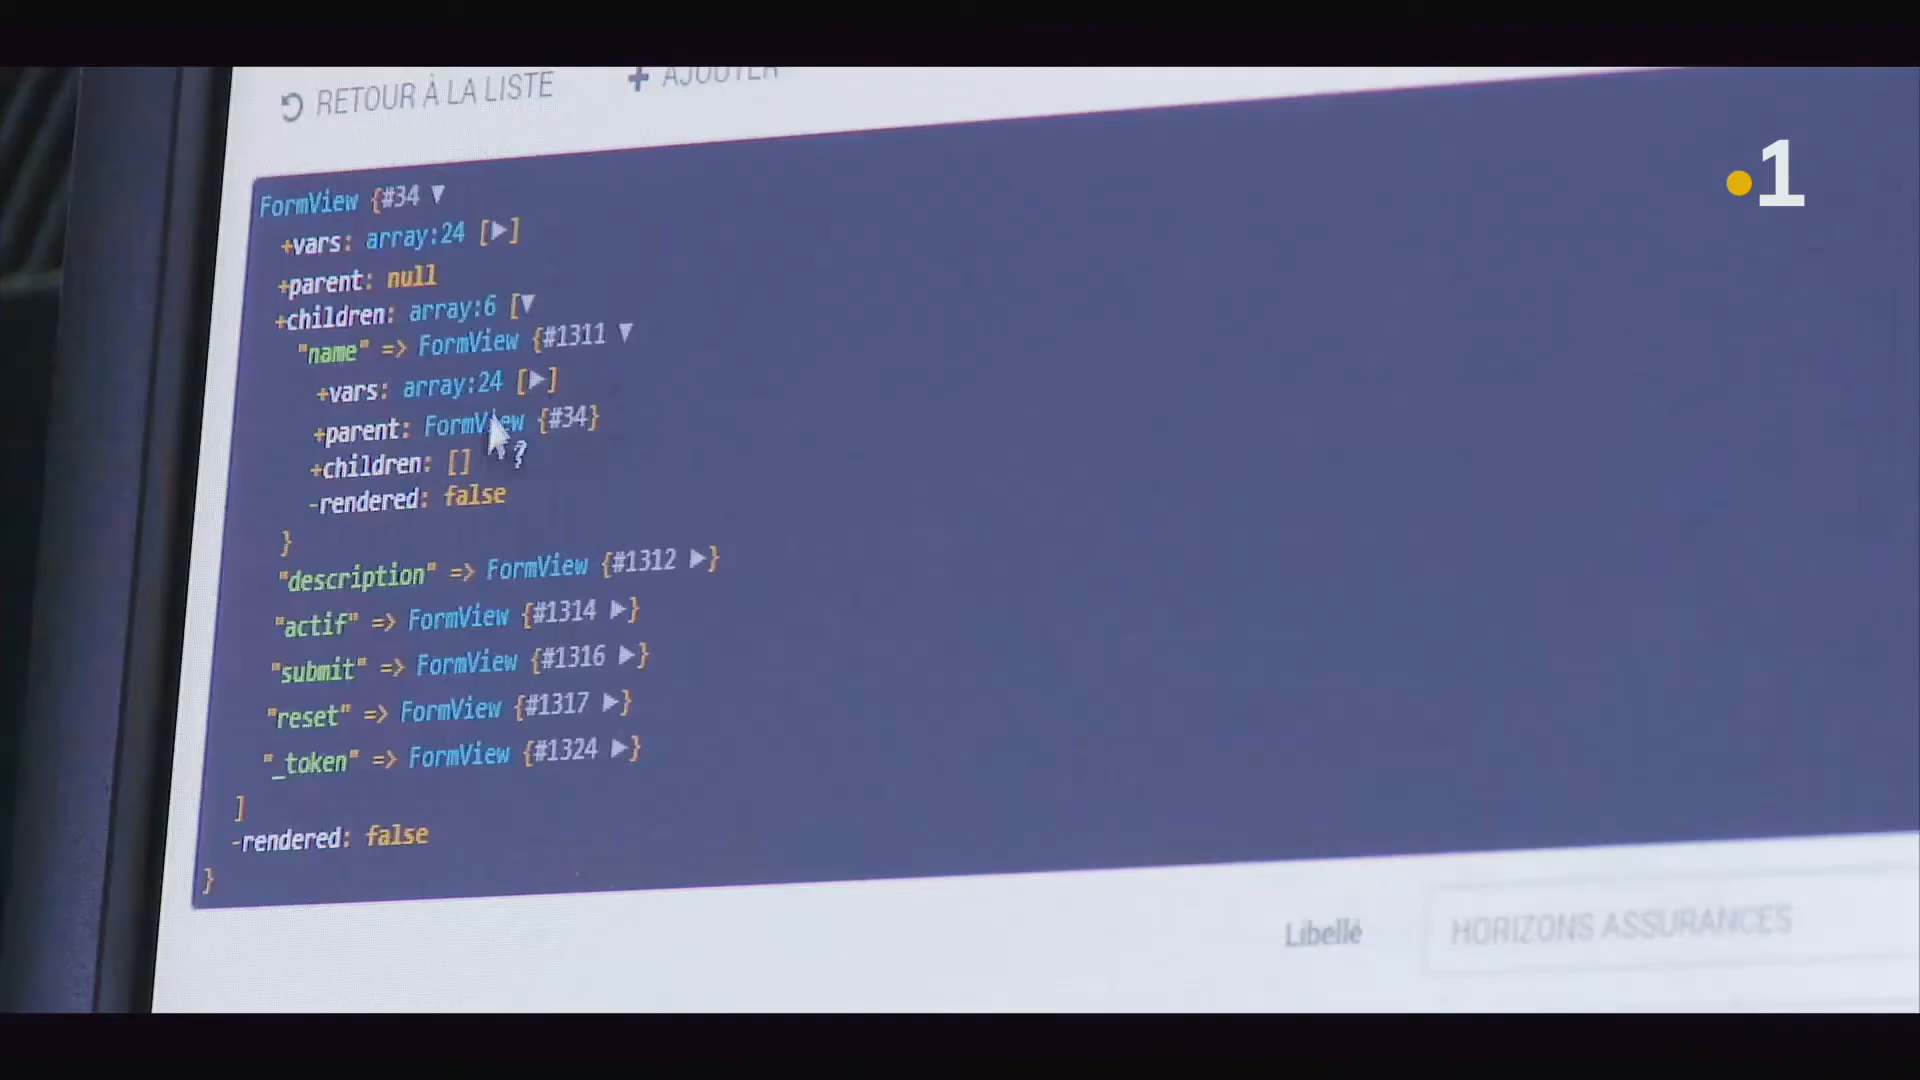 RETOUR À LA LISTE
+ AJOUTER
1
FormView {#34 ▼
+vars: array:24 [▶]
+parent: null
+children: array:6 [▼
"name" => FormView {#1311 ▼
+vars: array:24 [▶]
+parent: FormView {#34}
+children: []
-rendered: false
}
"description" => FormView {#1312 ▶}
"actif" => FormView {#1314 ▶}
"submit" => FormView {#1316 ▶}
"reset" => FormView {#1317 ▶}
"_token" => FormView {#1324 ▶}
]
-rendered: false
}
Libellé
HORIZONS ASSURANCES